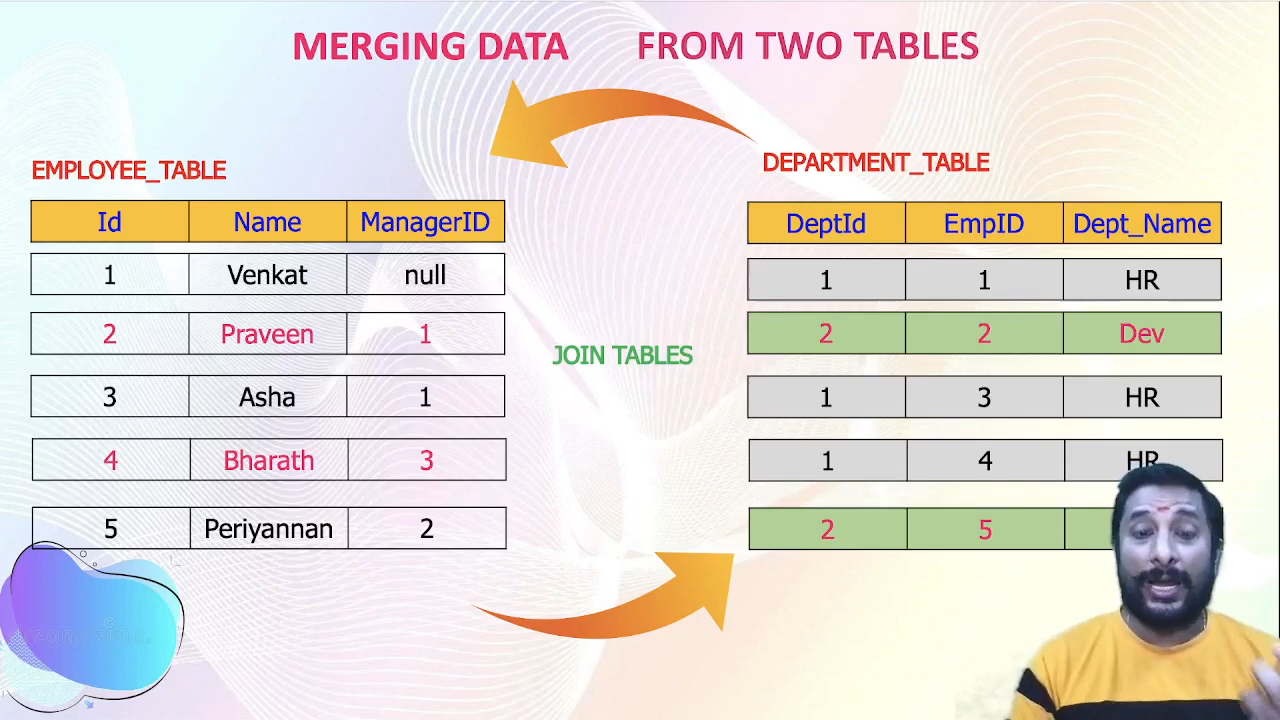 MERGING DATA FROM TWO TABLES
EMPLOYEE_TABLE
Id Name ManagerID
1 Venkat null
2 Praveen 1
3 Asha 1
4 Bharath 3
5 Periyannan 2
JOIN TABLES
DEPARTMENT_TABLE
DeptId EmpID Dept_Name
1 1 HR
2 2 Dev
1 3 HR
1 4 HR
2 5